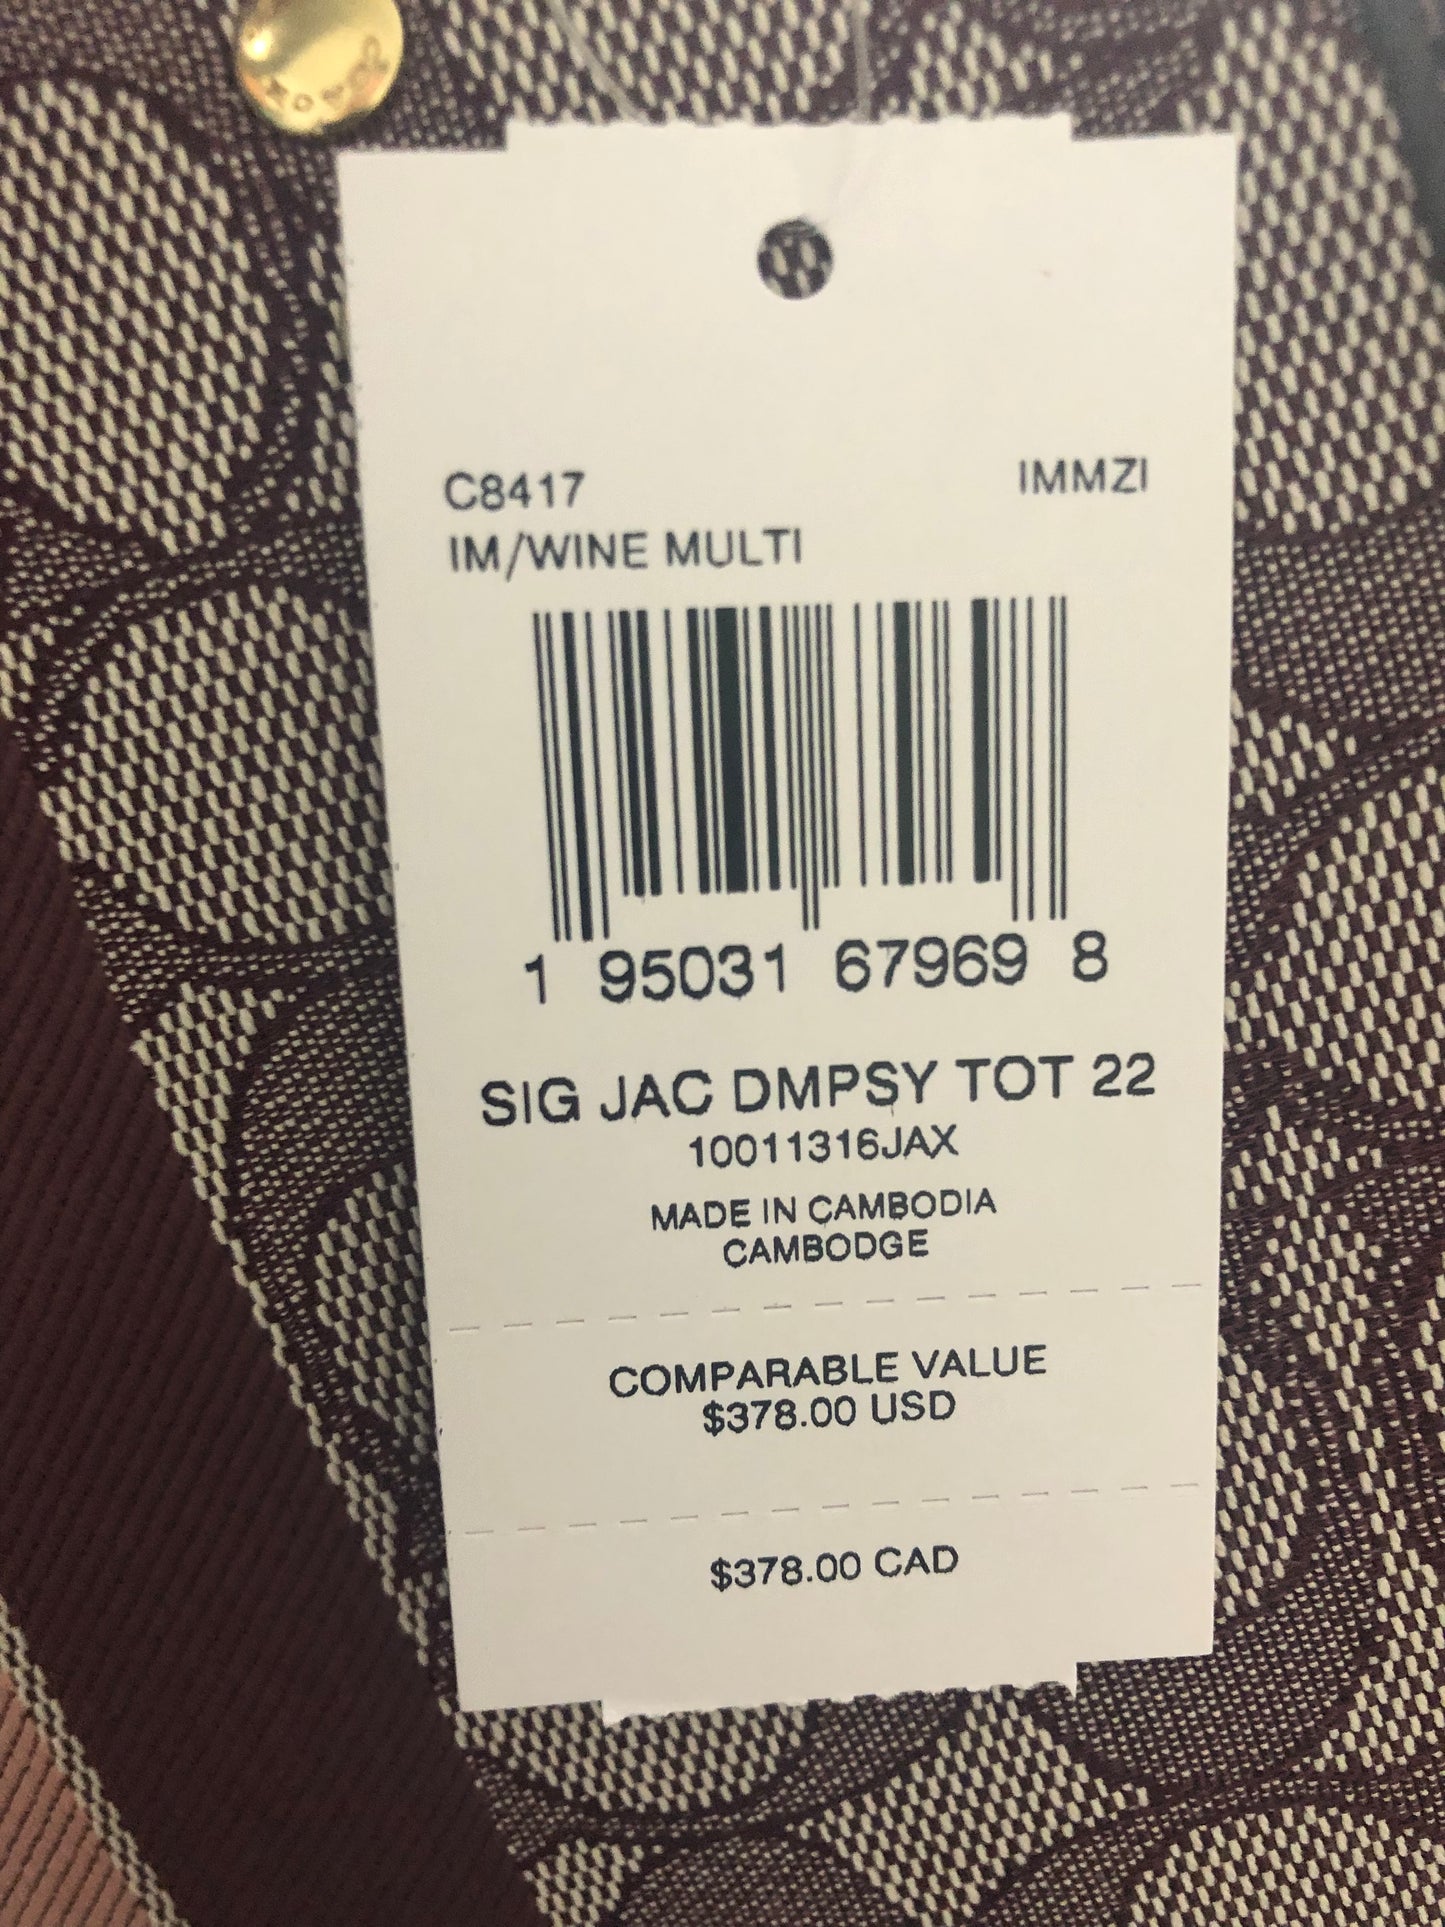 COACH
C8417 IMMZI
IM/WINE MULTI
1 95031 67969 8
SIG JAC DMPSY TOT 22
10011316JAX
MADE IN CAMBODIA
CAMBODGE
COMPARABLE VALUE
$378.00 USD
$378.00 CAD